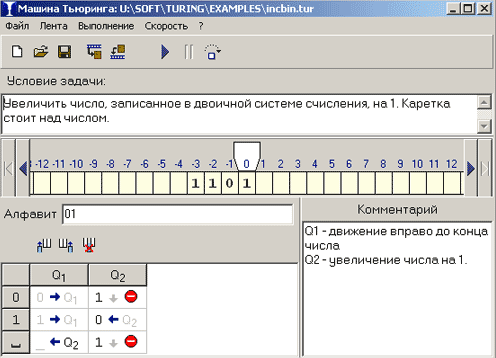 Машина Тьюринга: U:\SOFT\TURING\EXAMPLES\incbin.tur
Файл Лента Выполнение Скорость ?
Условие задачи:
Увеличить число, записанное в двоичной системе счисления, на 1. Каретка
стоит над числом.
-12 -11 -10 -9 -8 -7 -6 -5 -4 -3 -2 -1 0 1 2 3 4 5 6 7 8 9 10 11 12
1 1 0 1
Алфавит 01
Комментарий
Q1 - движение вправо до конца
числа
Q2 - увеличение числа на 1.
Q1 Q2
0 0 → Q1 1 ↓
1 1 → Q1 0 ← Q2
_ _ ← Q2 1 ↓